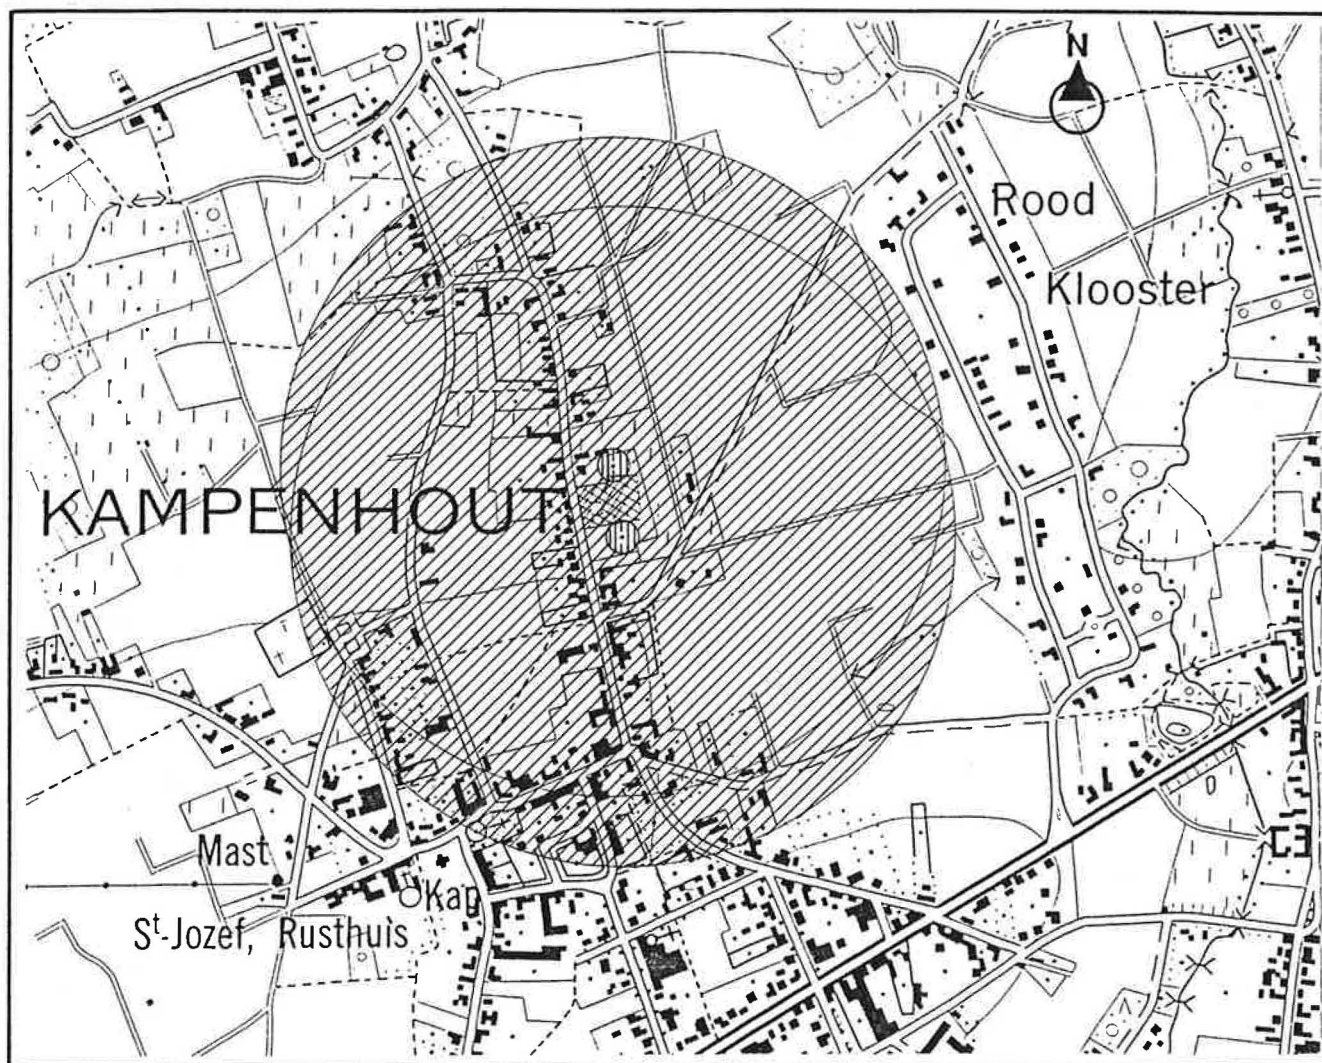 N
Rood
Klooster
KAMPENHOUT
Mast
Kap
St-Jozef, Rusthuis